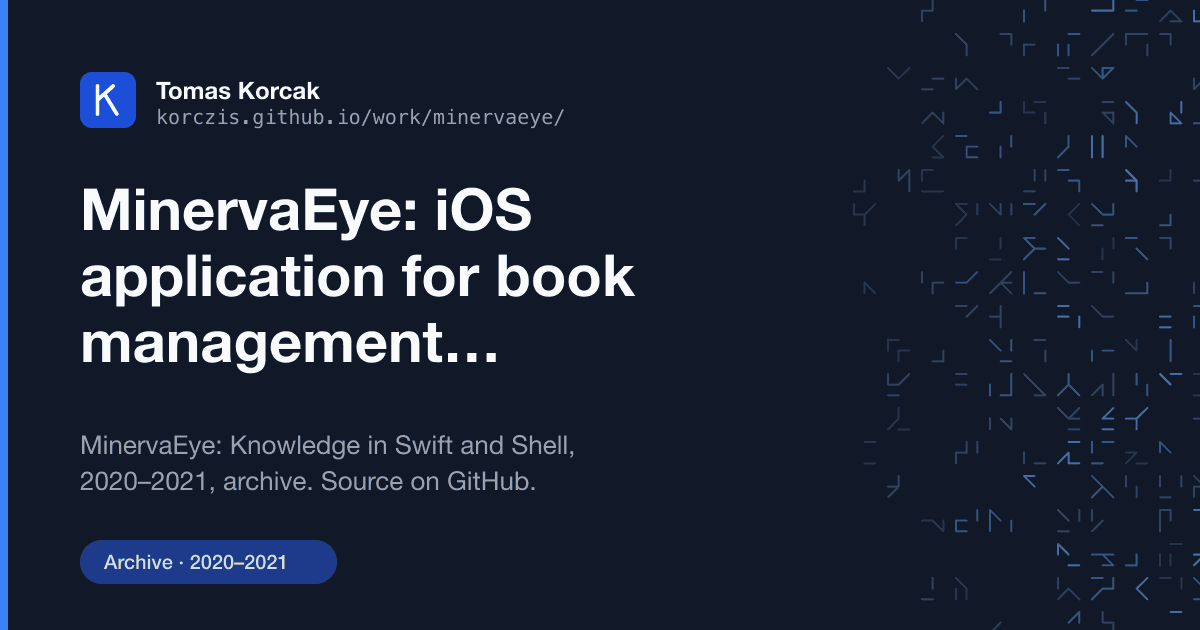 K
Tomas Korcak
korczis.github.io/work/minervaeye/
MinervaEye: iOS
application for book
management…
MinervaEye: Knowledge in Swift and Shell,
2020–2021, archive. Source on GitHub.
Archive · 2020–2021